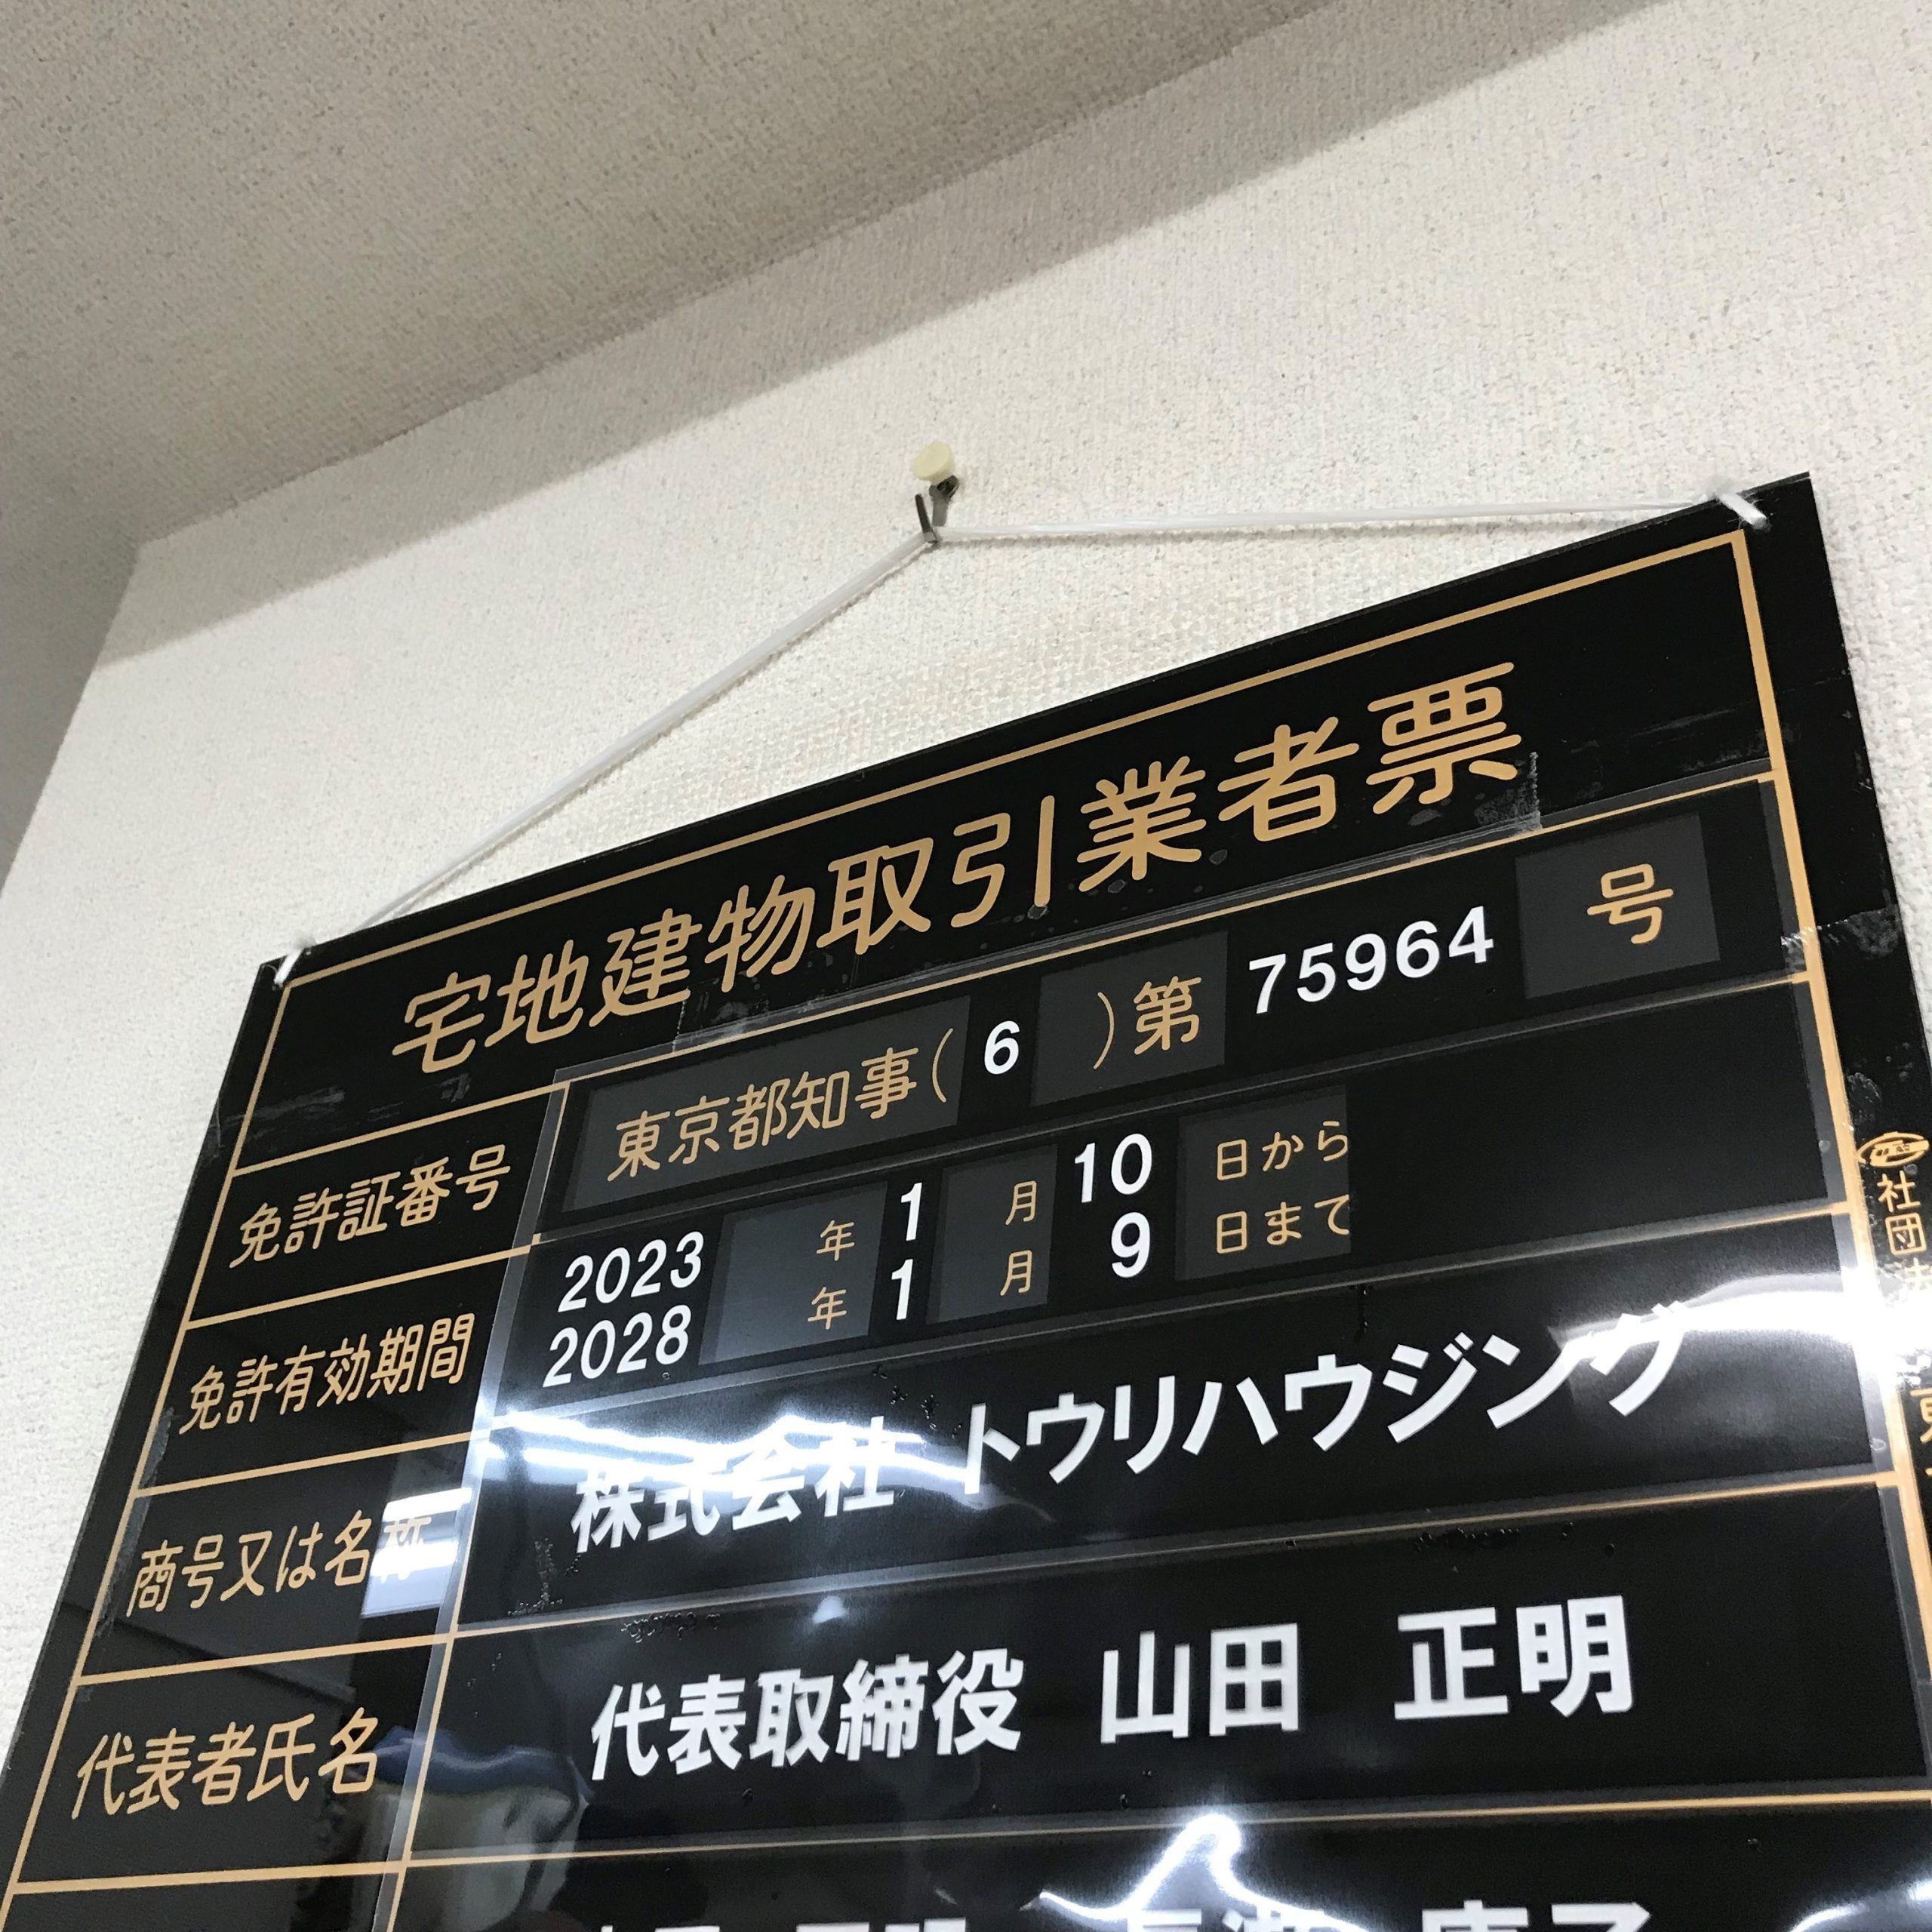 宅地建物取引業者票
免許証番号 東京都知事(6)第75964号
免許有効期間 2023年1月10日から
2028年1月9日まで
商号又は名称 株式会社 トウリハウジング
代表者氏名 代表取締役 山田 正明
社団